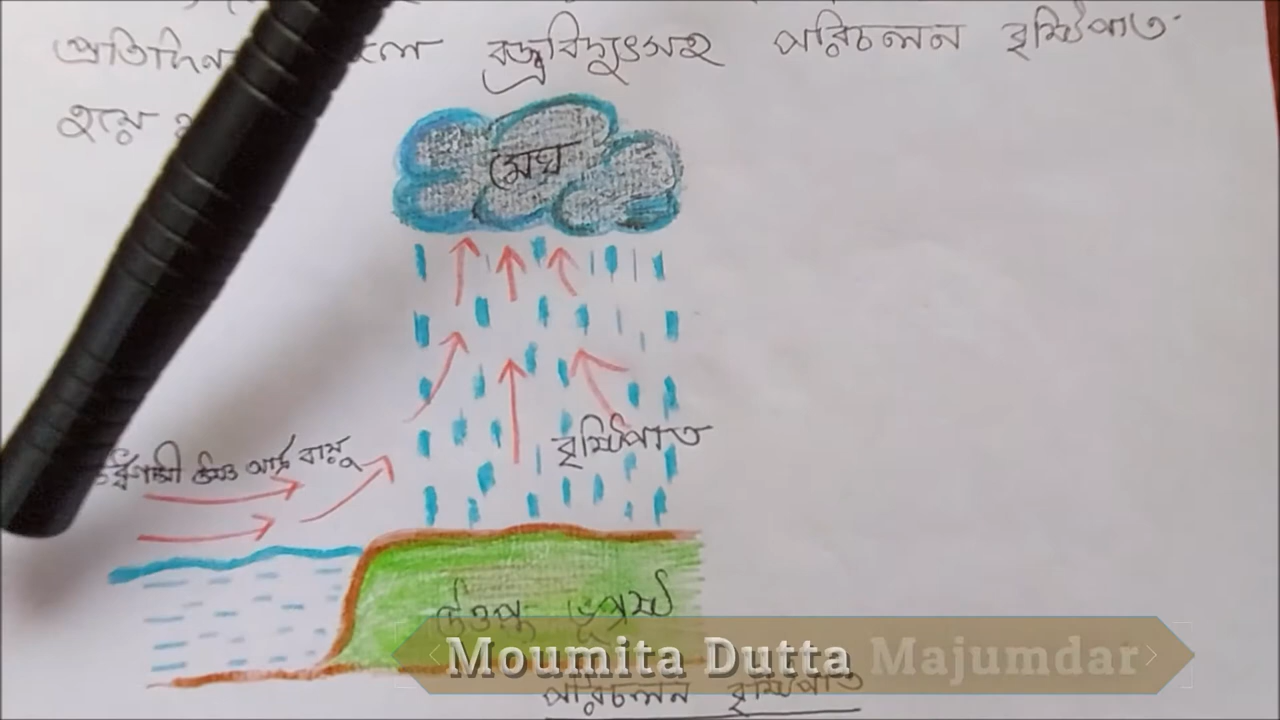 প্রতিদিন বজ্রবিদ্যুৎসহ পরিচলন বৃষ্টিপাত
হয়ে
মেঘ
ঊর্ধ্বগামী উষ্ণ আর্দ্র বায়ু
বৃষ্টিপাত
উত্তপ্ত ভূপৃষ্ঠ
Moumita Dutta Majumdar
পরিচলন বৃষ্টিপাত